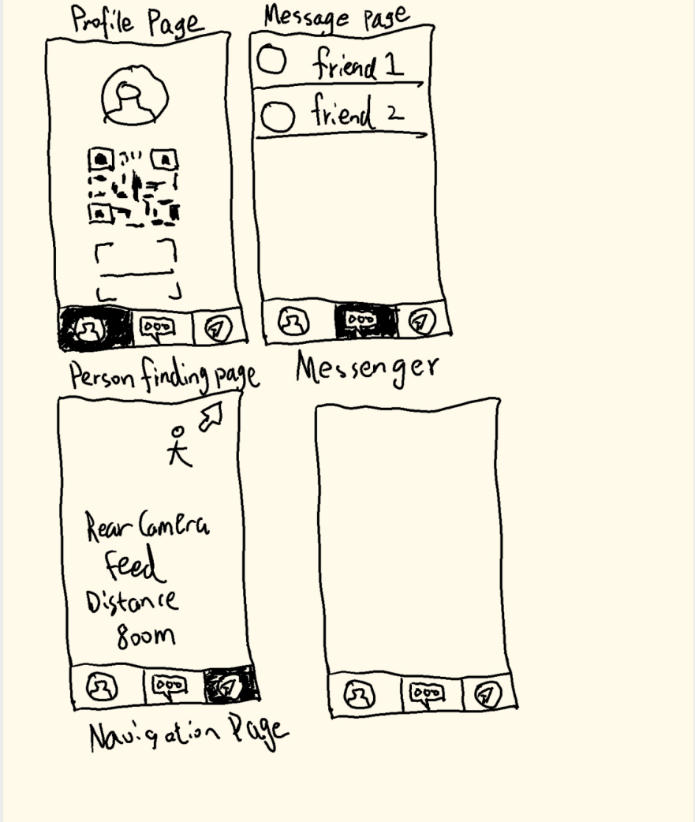 Profile Page
Message page
friend 1
friend 2
Person finding page
Messenger
Rear Camera
Feed
Distance
800m
Navigation Page